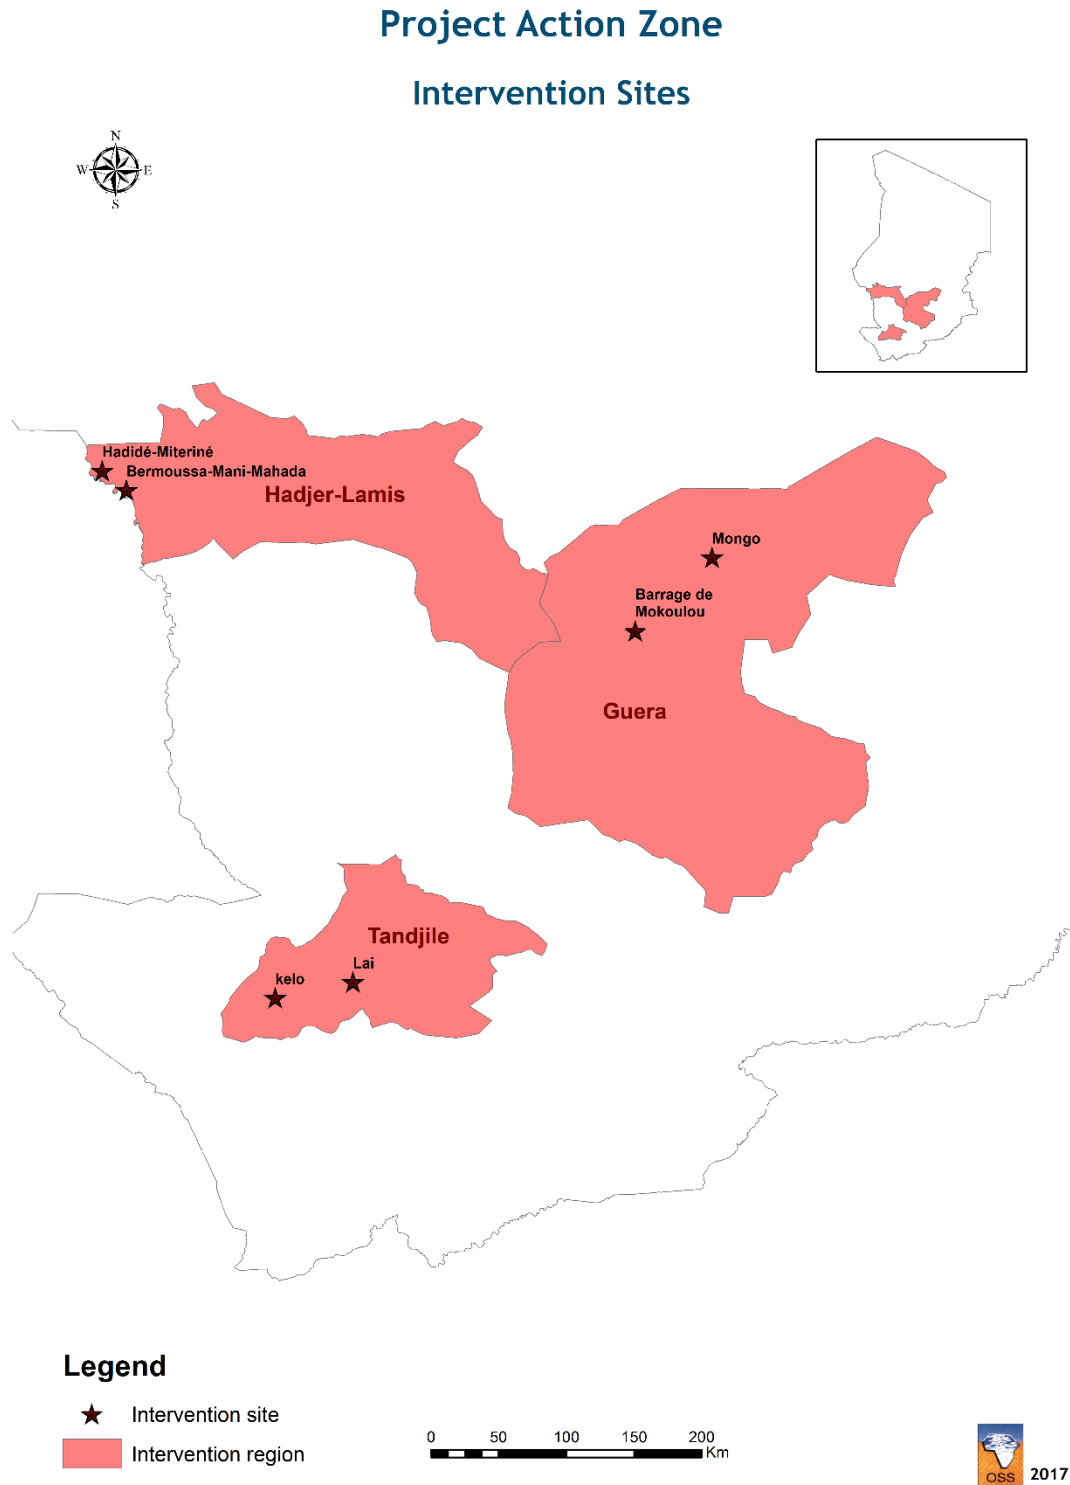 Project Action Zone
Intervention Sites
N
W
E
S
Hadidé-Miteriné
Bermoussa-Mani-Mahada
Hadjer-Lamis
Mongo
Barrage de
Mokoulou
Guera
Tandjile
Lai
kelo
Legend
Intervention site
Intervention region
0 50 100 150 200
Km
OSS
2017